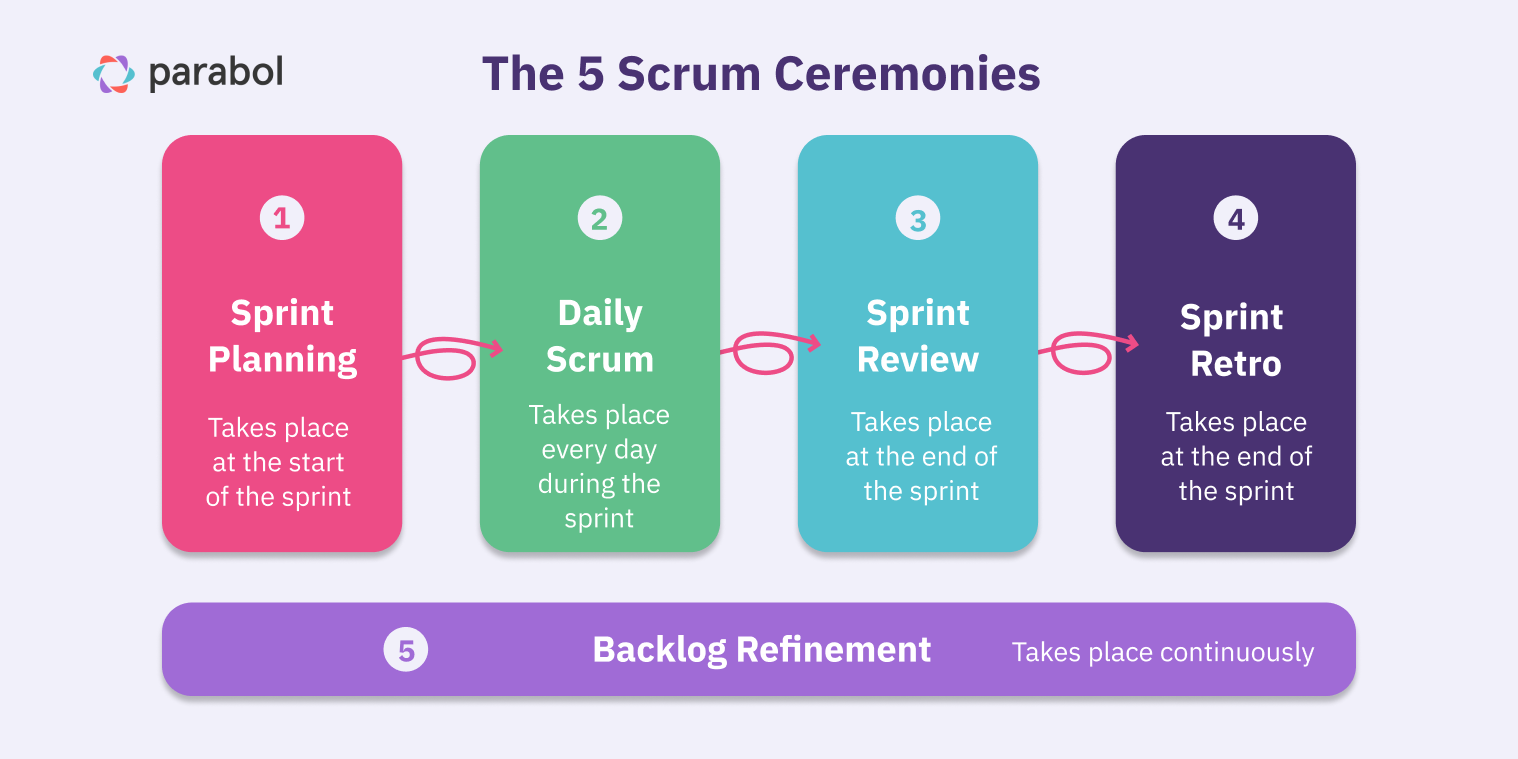 parabol
The 5 Scrum Ceremonies
1
Sprint
Planning
Takes place
at the start
of the sprint
2
Daily
Scrum
Takes place
every day
during the
sprint
3
Sprint
Review
Takes place
at the end of
the sprint
4
Sprint
Retro
Takes place
at the end of
the sprint
5
Backlog Refinement
Takes place continuously